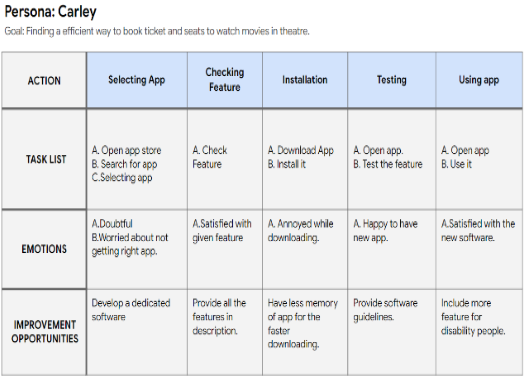 Persona: Carley
Goal: Finding a efficient way to book ticket and seats to watch movies in theatre.
ACTION
Selecting App
Checking
Feature
Installation
Testing
Using app
TASK LIST
A. Open app store
B. Search for app
C.Selecting app
A. Check
Feature
A. Download App
B. Install it
A. Open app.
B. Test the feature
A. Open app
B. Use it
EMOTIONS
A.Doubtful
B.Worried about not
getting right app.
A.Satisfied with
given feature
A. Annoyed while
downloading.
A. Happy to have
new app.
A.Satisfied with the
new software.
IMPROVEMENT
OPPORTUNITIES
Develop a dedicated
software
Provide all the
features in
description.
Have less memory
of app for the
faster
downloading.
Provide software
guidelines.
Include more
feature for
disability people.